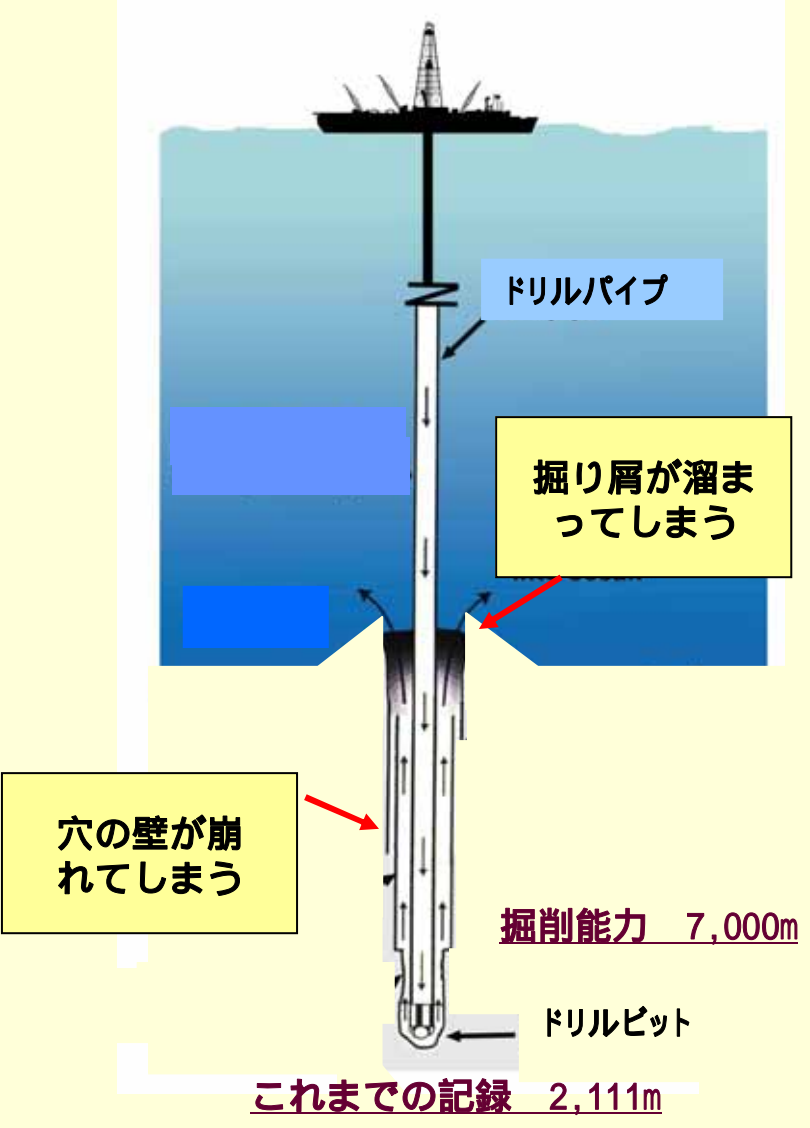 ドリルパイプ
掘り屑が溜ま
ってしまう
穴の壁が崩
れてしまう
掘削能力　7,000m
ドリルビット
これまでの記録　2,111m